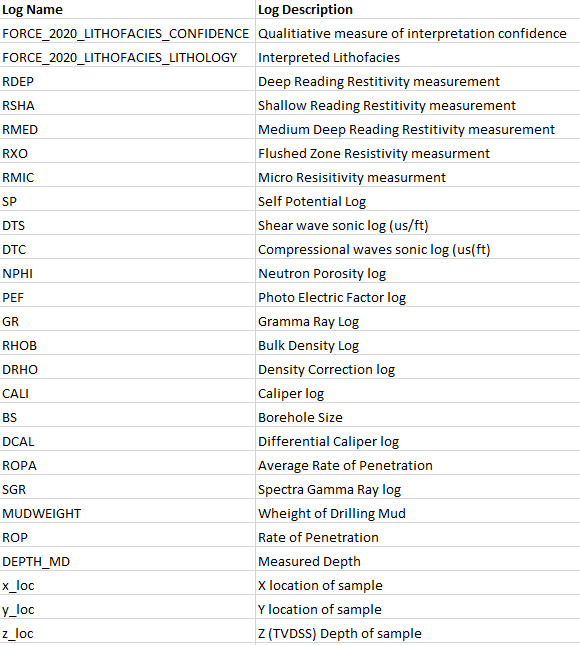 Log Name Log Description
FORCE_2020_LITHOFACIES_CONFIDENCE Qualitiative measure of interpretation confidence
FORCE_2020_LITHOFACIES_LITHOLOGY Interpreted Lithofacies
RDEP Deep Reading Restitivity measurement
RSHA Shallow Reading Restitivity measurement
RMED Medium Deep Reading Restitivity measurement
RXO Flushed Zone Resistivity measurment
RMIC Micro Resisitivity measurment
SP Self Potential Log
DTS Shear wave sonic log (us/ft)
DTC Compressional waves sonic log (us(ft)
NPHI Neutron Porosity log
PEF Photo Electric Factor log
GR Gramma Ray Log
RHOB Bulk Density Log
DRHO Density Correction log
CALI Caliper log
BS Borehole Size
DCAL Differential Caliper log
ROPA Average Rate of Penetration
SGR Spectra Gamma Ray log
MUDWEIGHT Wheight of Drilling Mud
ROP Rate of Penetration
DEPTH_MD Measured Depth
x_loc X location of sample
y_loc Y location of sample
z_loc Z (TVDSS) Depth of sample